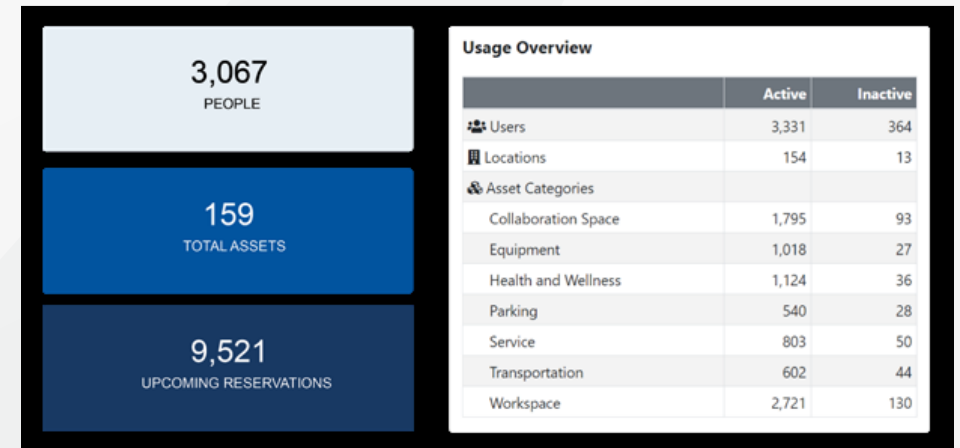 3,067
PEOPLE
159
TOTAL ASSETS
9,521
UPCOMING RESERVATIONS
Usage Overview
Active Inactive
Users 3,331 364
Locations 154 13
Asset Categories
Collaboration Space 1,795 93
Equipment 1,018 27
Health and Wellness 1,124 36
Parking 540 28
Service 803 50
Transportation 602 44
Workspace 2,721 130